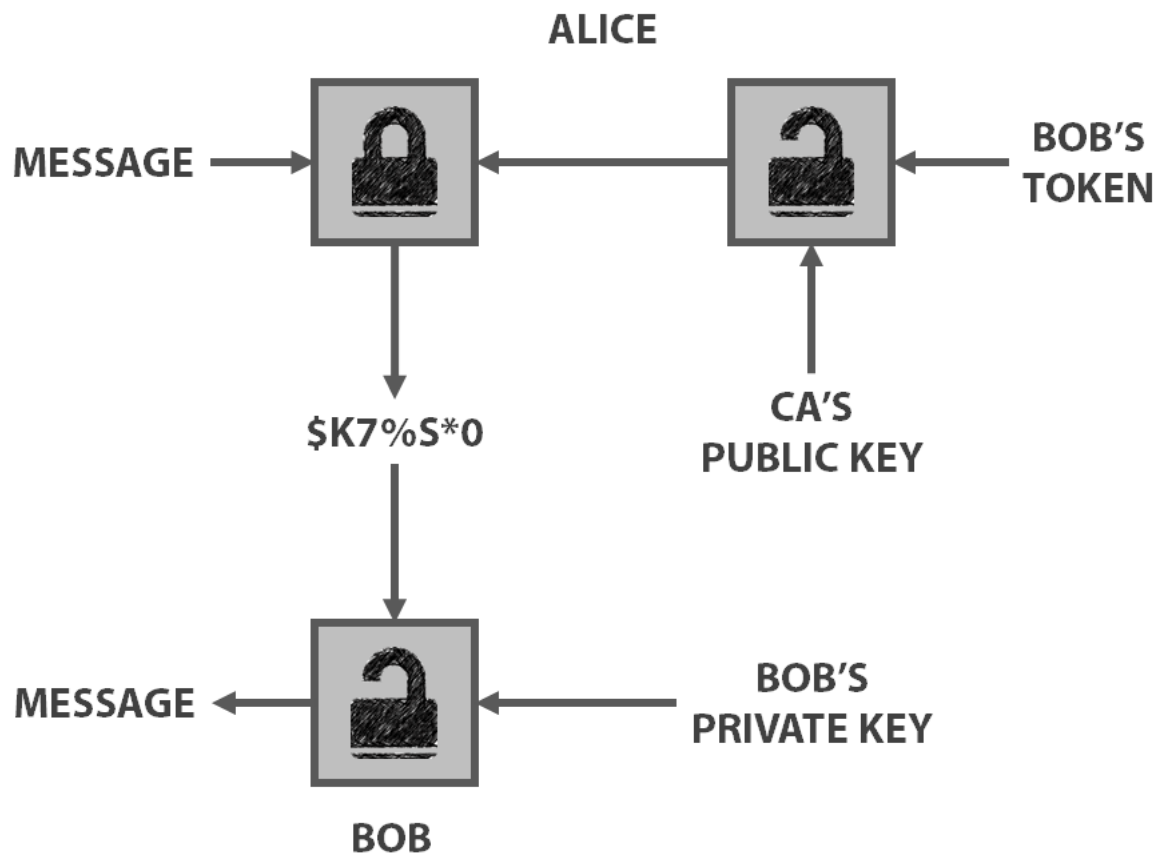 ALICE
MESSAGE
BOB'S
TOKEN
$K7%S*0
CA'S
PUBLIC KEY
MESSAGE
BOB'S
PRIVATE KEY
BOB